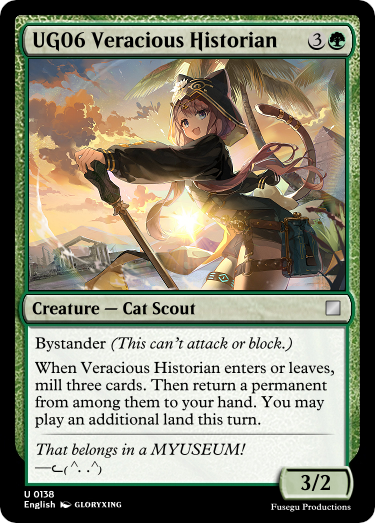 UG06 Veracious Historian 3
Creature — Cat Scout
Bystander (This can't attack or block.)
When Veracious Historian enters or leaves,
mill three cards. Then return a permanent
from among them to your hand. You may
play an additional land this turn.
That belongs in a MYUSEUM!
—ᓚ₍ ^. .^₎
3/2
U 0138
English GLORYXING
Fusegu Productions